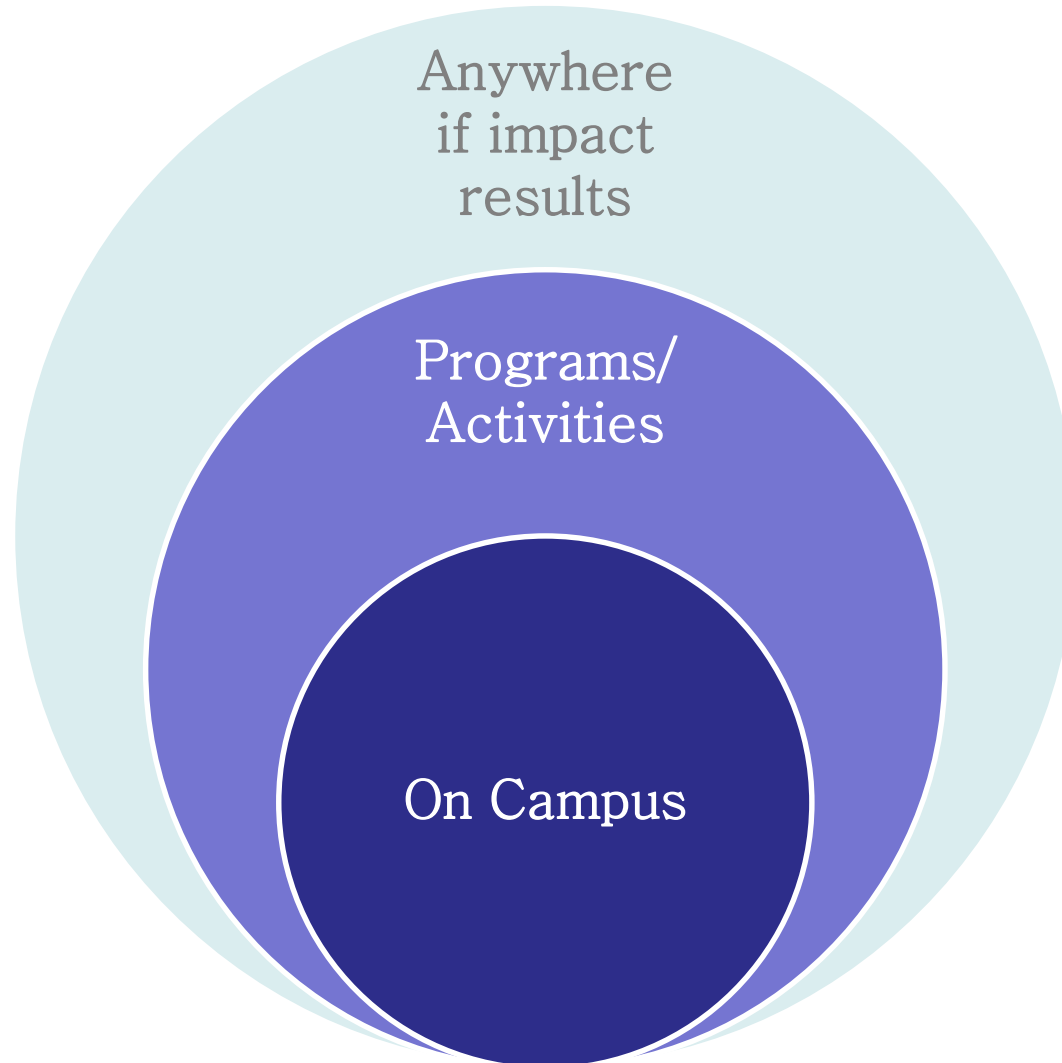 Anywhere
if impact
results
Programs/
Activities
On Campus